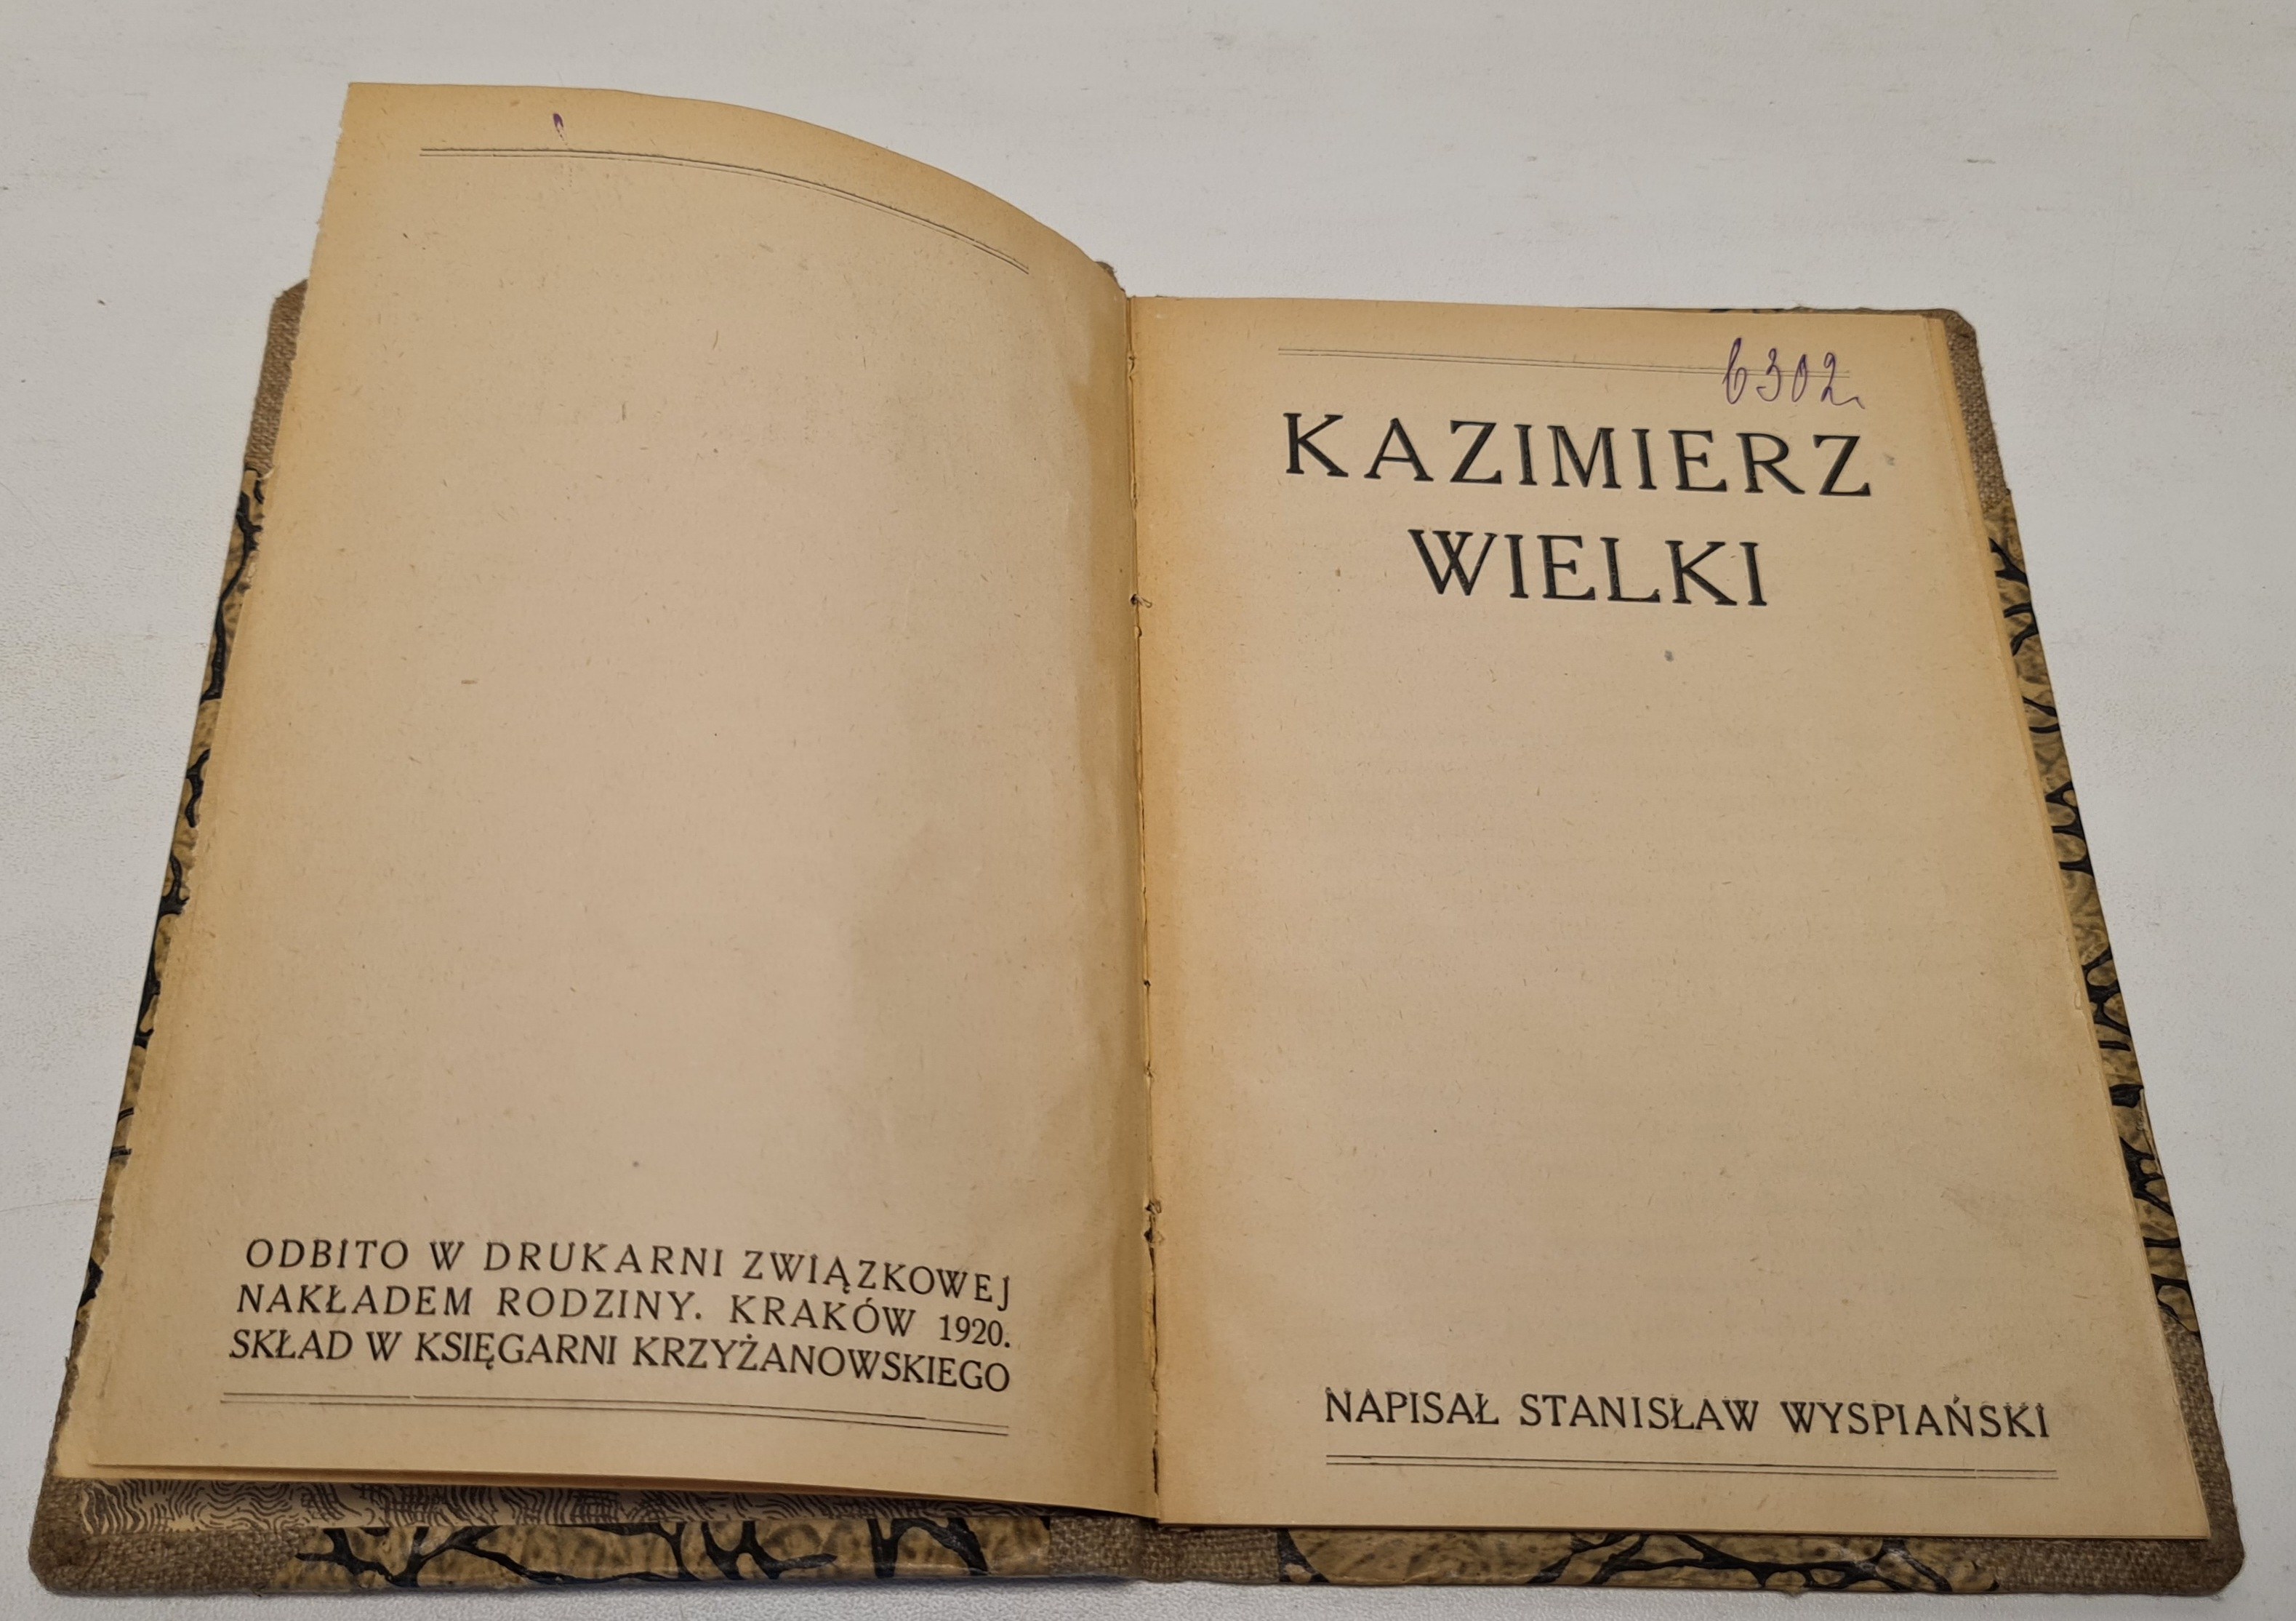 ODBITO W DRUKARNI ZWIĄZKOWEJ
NAKŁADEM RODZINY. KRAKÓW 1920.
SKŁAD W KSIĘGARNI KRZYŻANOWSKIEGO
6302.
KAZIMIERZ
WIELKI
NAPISAŁ STANISŁAW WYSPIAŃSKI